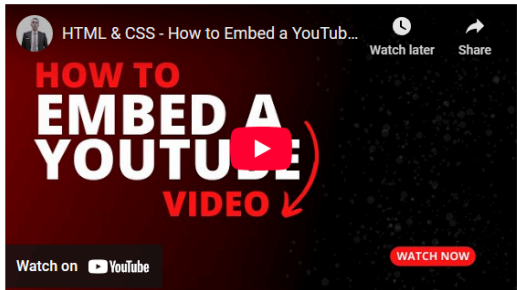 HTML & CSS - How to Embed a YouTub...
Watch later
Share
HOW TO
EMBED A
YOUTUBE
VIDEO
WATCH NOW
Watch on YouTube